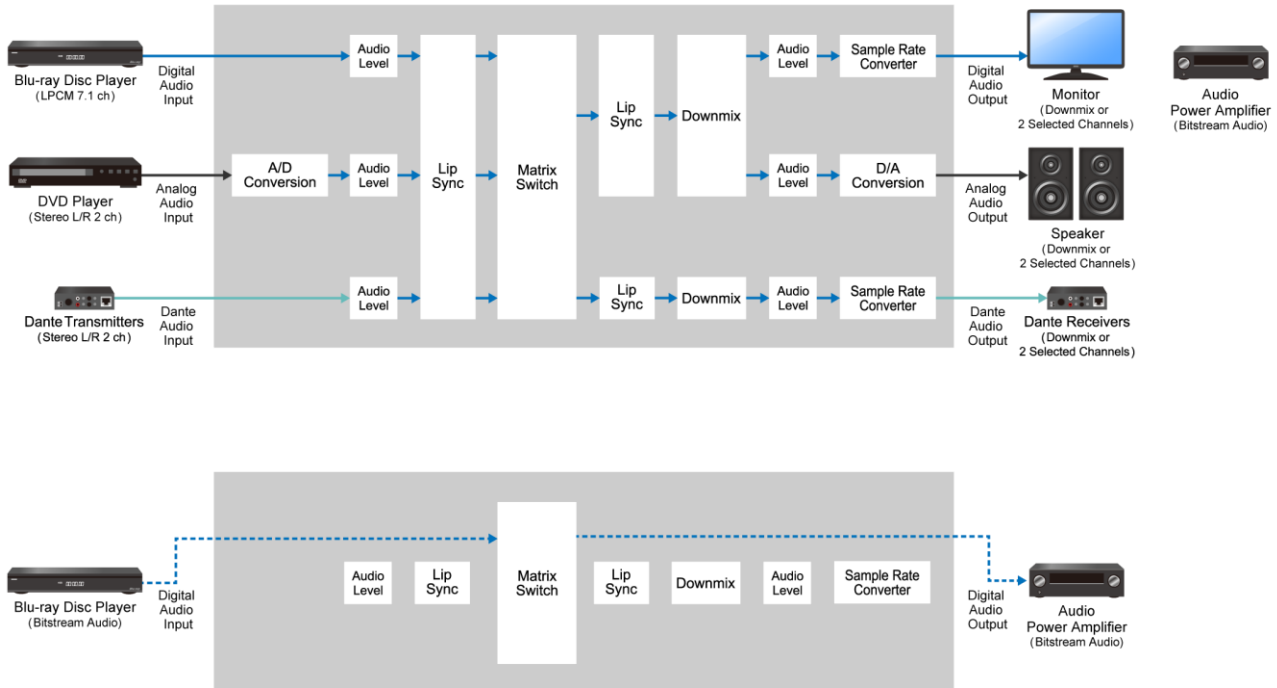 Blu-ray Disc Player
(LPCM 7.1 ch)
Digital
Audio
Input
Audio
Level
Lip
Sync
Matrix
Switch
Lip
Sync
Downmix
Audio
Level
Sample Rate
Converter
Digital
Audio
Output
Monitor
(Downmix or
2 Selected Channels)
Audio
Power Amplifier
(Bitstream Audio)
DVD Player
(Stereo L/R 2 ch)
Analog
Audio
Input
A/D
Conversion
Audio
Level
Audio
Level
D/A
Conversion
Analog
Audio
Output
Speaker
(Downmix or
2 Selected Channels)
Dante Transmitters
(Stereo L/R 2 ch)
Dante
Audio
Input
Audio
Level
Lip
Sync
Downmix
Audio
Level
Sample Rate
Converter
Dante
Audio
Output
Dante Receivers
(Downmix or
2 Selected Channels)
Blu-ray Disc Player
(Bitstream Audio)
Digital
Audio
Input
Audio
Level
Lip
Sync
Matrix
Switch
Lip
Sync
Downmix
Audio
Level
Sample Rate
Converter
Digital
Audio
Output
Audio
Power Amplifier
(Bitstream Audio)